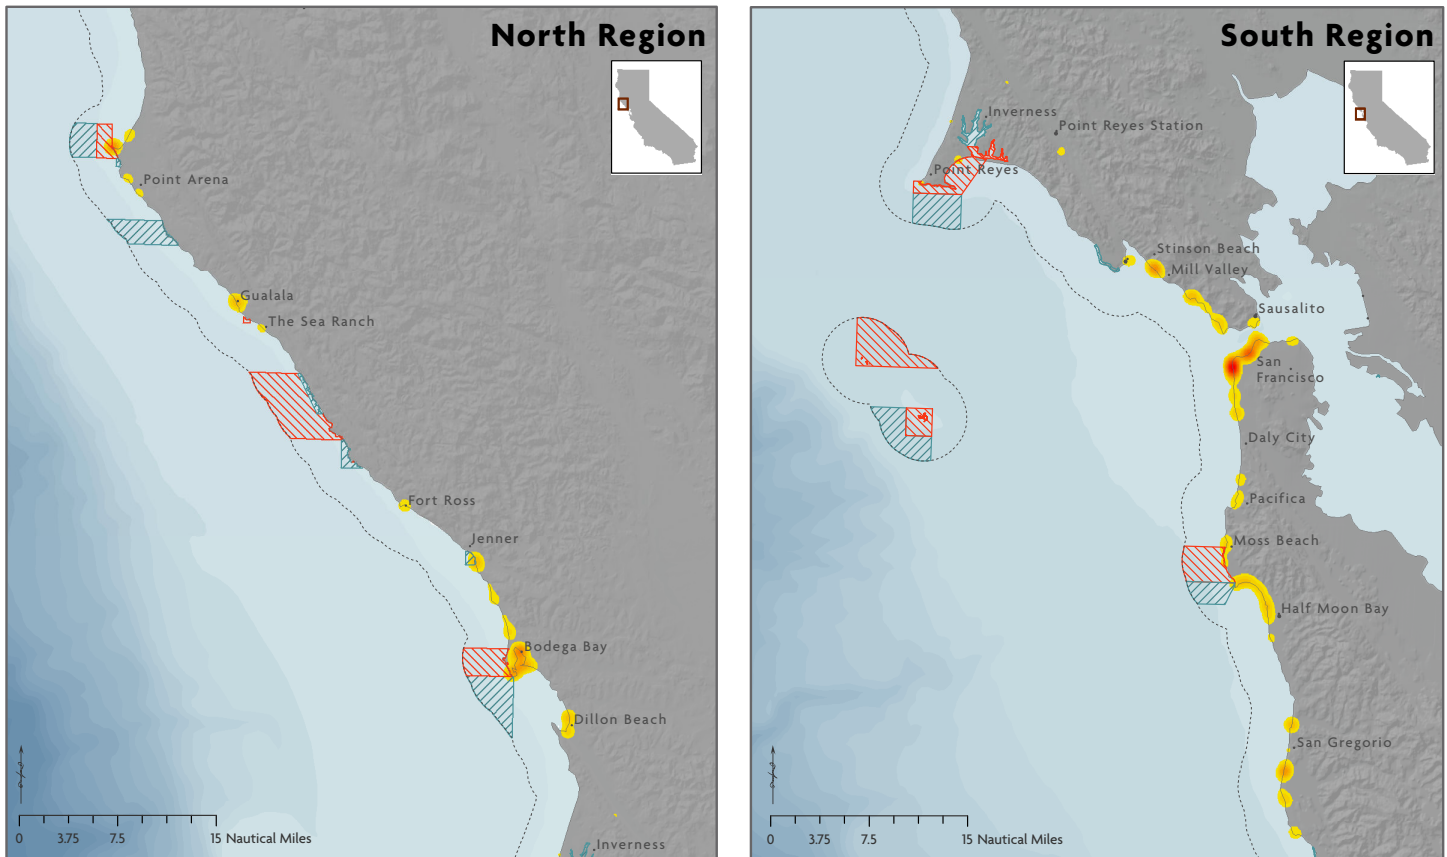 North Region
Point Arena
Gualala
The Sea Ranch
Fort Ross
Jenner
Bodega Bay
Dillon Beach
Inverness
0 3.75 7.5 15 Nautical Miles
South Region
Inverness
Point Reyes Station
Point Reyes
Stinson Beach
Mill Valley
Sausalito
San
Francisco
Daly City
Pacifica
Moss Beach
Half Moon Bay
San Gregorio
0 3.75 7.5 15 Nautical Miles